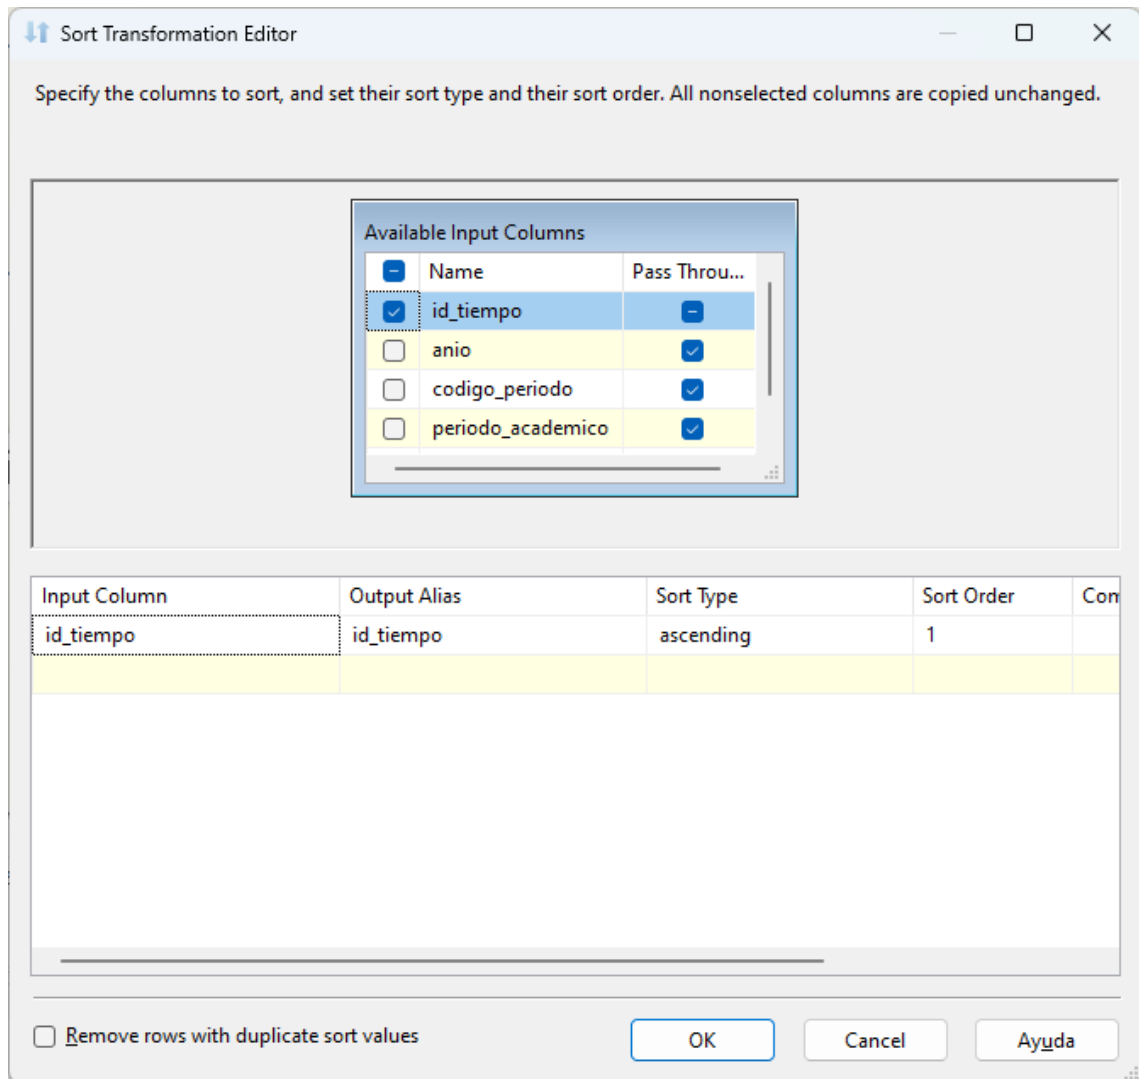 Sort Transformation Editor
Specify the columns to sort, and set their sort type and their sort order. All nonselected columns are copied unchanged.
Available Input Columns
Name Pass Throu...
id_tiempo
anio
codigo_periodo
periodo_academico
Input Column Output Alias Sort Type Sort Order Com
id_tiempo id_tiempo ascending 1
Remove rows with duplicate sort values
OK Cancel Ayuda